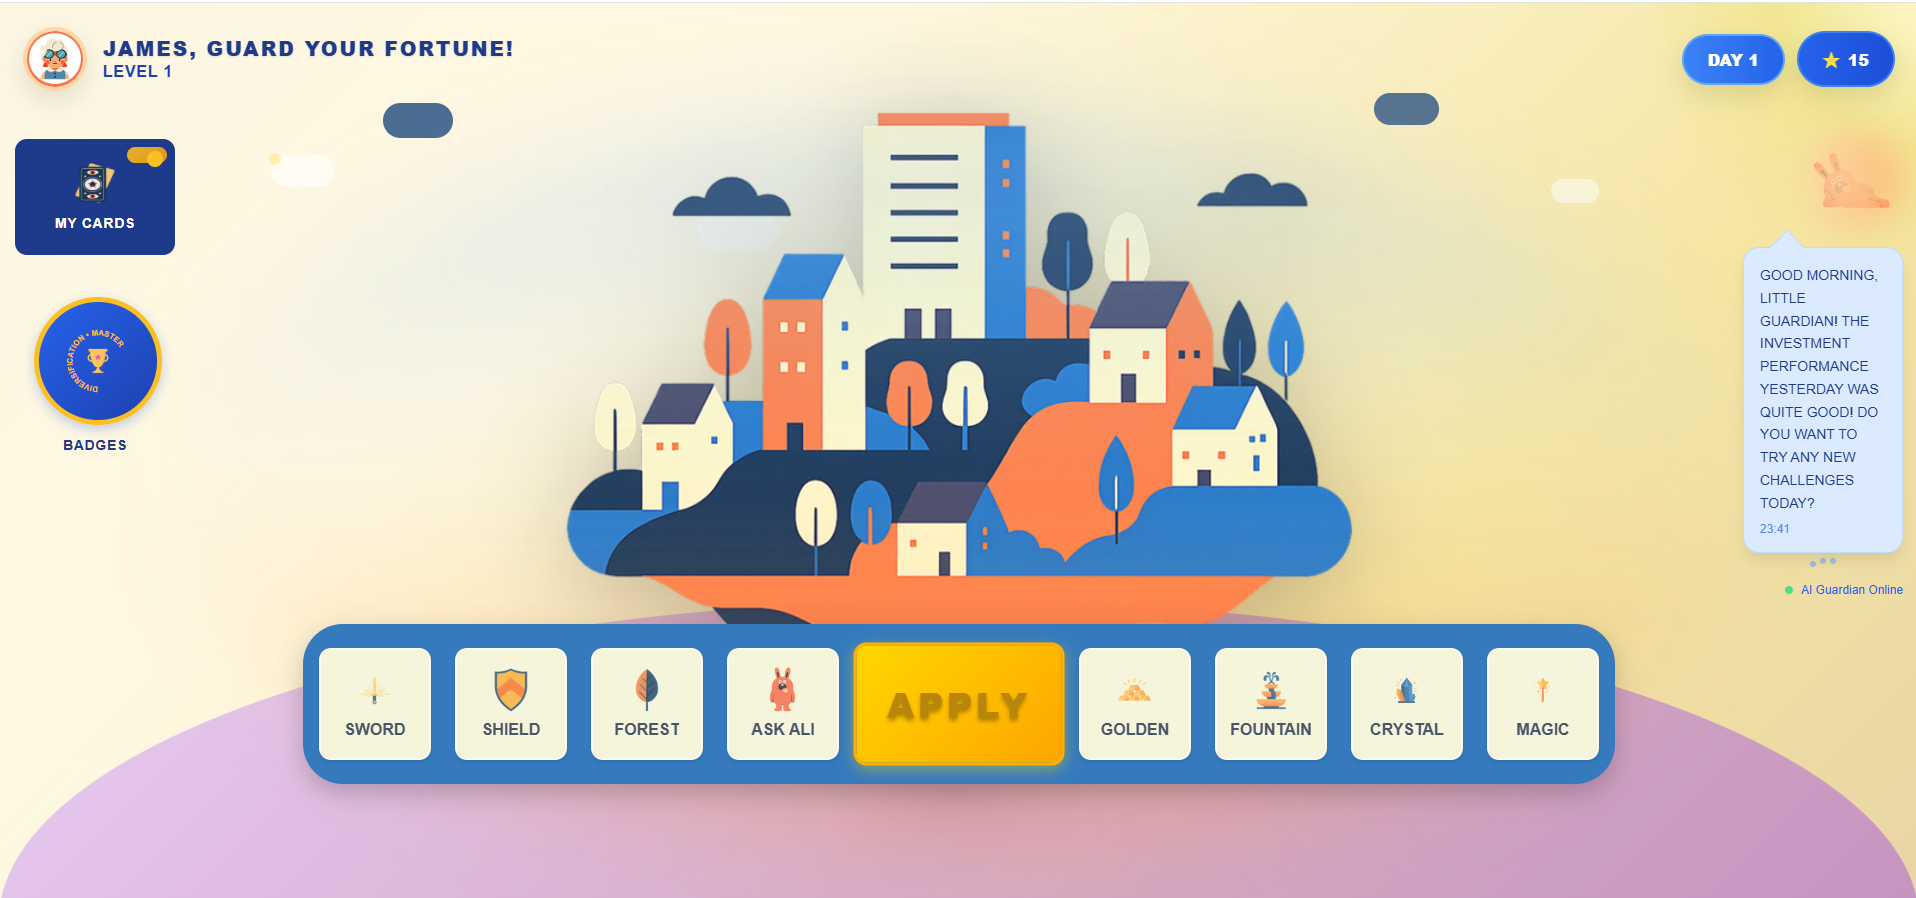 JAMES, GUARD YOUR FORTUNE!
LEVEL 1
DAY 1
15
MY CARDS
DIVERSIFICATION • MASTER
BADGES
GOOD MORNING,
LITTLE
GUARDIAN! THE
INVESTMENT
PERFORMANCE
YESTERDAY WAS
QUITE GOOD! DO
YOU WANT TO
TRY ANY NEW
CHALLENGES
TODAY?
23:41
AI Guardian Online
SWORD
SHIELD
FOREST
ASK ALI
APPLY
GOLDEN
FOUNTAIN
CRYSTAL
MAGIC